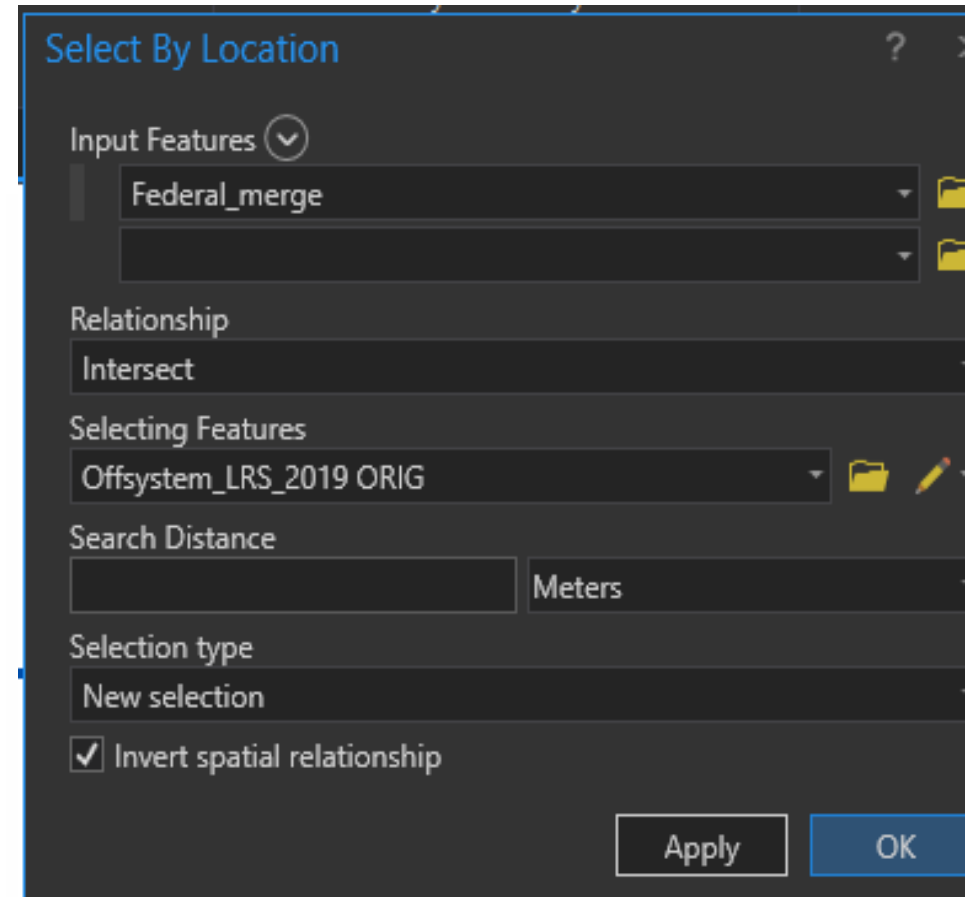 Select By Location ?
Input Features
Federal_merge
Relationship
Intersect
Selecting Features
Offsystem_LRS_2019 ORIG
Search Distance
Meters
Selection type
New selection
Invert spatial relationship
Apply OK